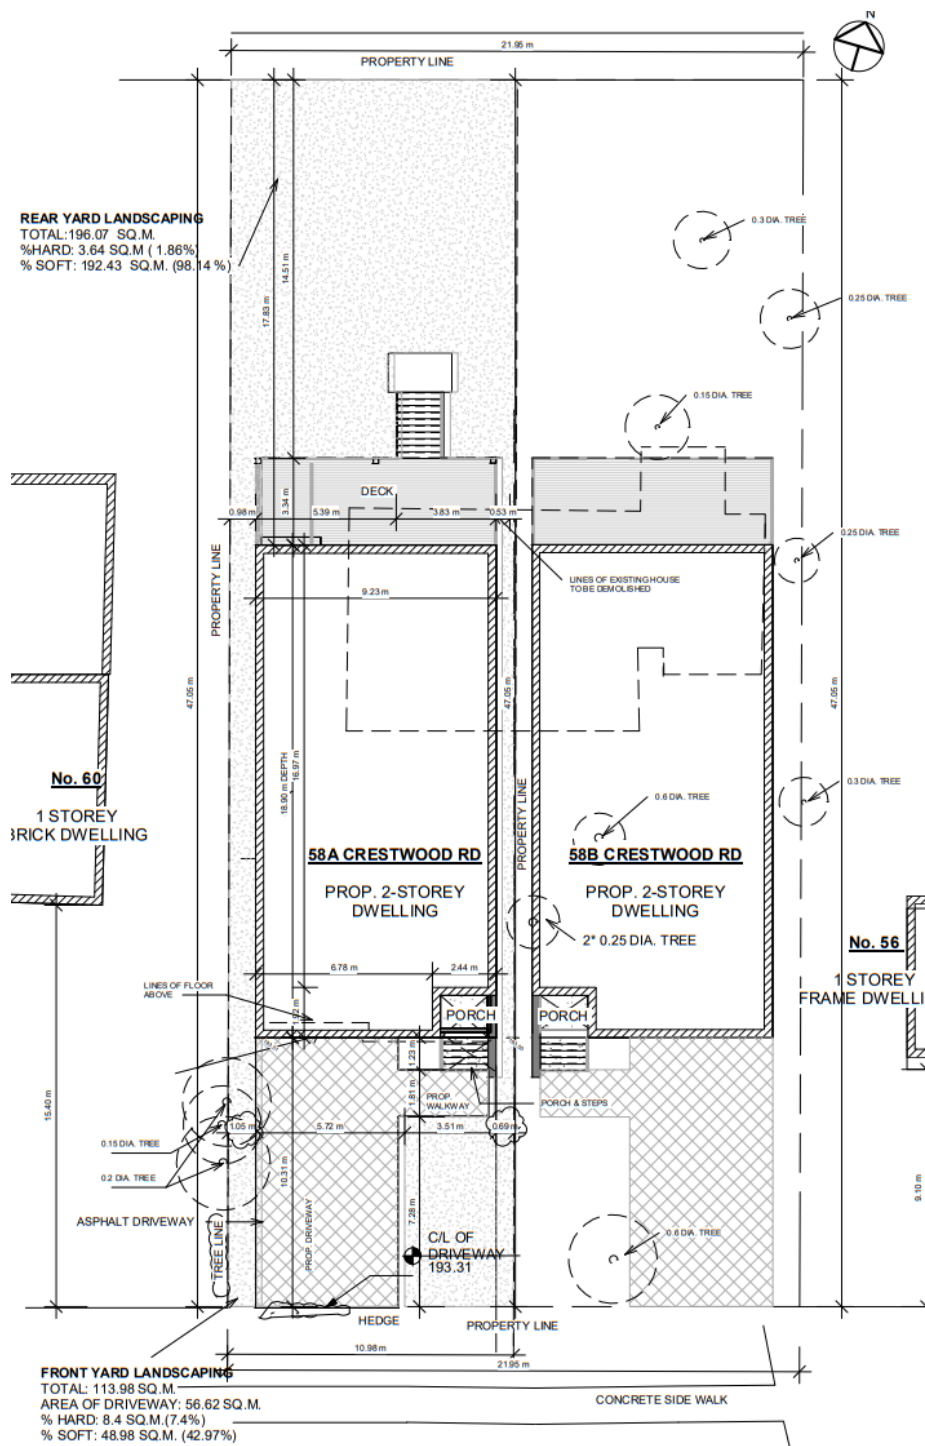 N
21.95 m
PROPERTY LINE
0.3 DIA. TREE
REAR YARD LANDSCAPING
TOTAL:196.07 SQ.M.
%HARD: 3.64 SQ.M ( 1.86%)
% SOFT: 192.43 SQ.M. (98.14 %)
14.51 m
17.83 m
0.25 DIA. TREE
0.15 DIA. TREE
DECK
0.98 m
3.34 m
5.39 m
3.83 m
0.53 m
0.25 DIA. TREE
PROPERTY LINE
LINES OF EXISTING HOUSE
TO BE DEMOLISHED
9.23 m
47.05 m
47.05 m
47.05 m
No. 60
1 STOREY
BRICK DWELLING
18.90 m DEPTH
16.97 m
PROPERTY LINE
0.6 DIA. TREE
0.3 DIA. TREE
58A CRESTWOOD RD
PROP. 2-STOREY
DWELLING
58B CRESTWOOD RD
PROP. 2-STOREY
DWELLING
2* 0.25 DIA. TREE
No. 56
1 STOREY
FRAME DWELLI
6.78 m
2.44 m
LINES OF FLOOR
ABOVE
1.92 m
PORCH
PORCH
1.23 m
1.81 m
PROP.
WALKWAY
PORCH & STEPS
15.40 m
1.05 m
5.72 m
3.51 m
0.69 m
0.15 DIA. TREE
0.2 DIA. TREE
10.31 m
7.28 m
9.10 m
ASPHALT DRIVEWAY
TREE LINE
PROP. DRIVEWAY
C/L OF
DRIVEWAY
193.31
0.6 DIA. TREE
HEDGE
PROPERTY LINE
10.98 m
21.95 m
FRONT YARD LANDSCAPING
TOTAL: 113.98 SQ.M.
AREA OF DRIVEWAY: 56.62 SQ.M.
% HARD: 8.4 SQ.M.(7.4%)
% SOFT: 48.98 SQ.M. (42.97%)
CONCRETE SIDE WALK